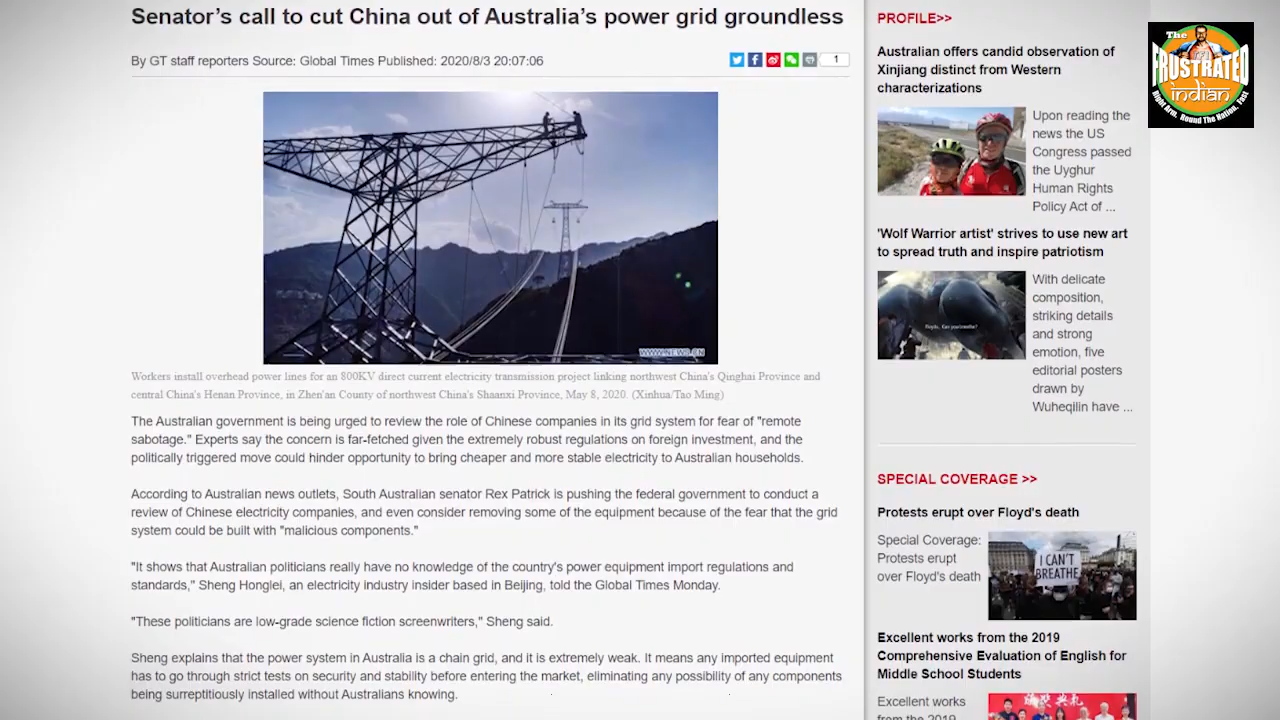 Senator’s call to cut China out of Australia’s power grid groundless
By GT staff reporters Source: Global Times Published: 2020/8/3 20:07:06
1
WWW.NEWS.CN
Workers install overhead power lines for an 800KV direct current electricity transmission project linking northwest China's Qinghai Province and
central China's Henan Province, in Zhen'an County of northwest China's Shaanxi Province, May 8, 2020. (Xinhua/Tao Ming)
The Australian government is being urged to review the role of Chinese companies in its grid system for fear of "remote
sabotage." Experts say the concern is far-fetched given the extremely robust regulations on foreign investment, and the
politically triggered move could hinder opportunity to bring cheaper and more stable electricity to Australian households.
According to Australian news outlets, South Australian senator Rex Patrick is pushing the federal government to conduct a
review of Chinese electricity companies, and even consider removing some of the equipment because of the fear that the grid
system could be built with "malicious components."
"It shows that Australian politicians really have no knowledge of the country's power equipment import regulations and
standards," Sheng Honglei, an electricity industry insider based in Beijing, told the Global Times Monday.
"These politicians are low-grade science fiction screenwriters," Sheng said.
Sheng explains that the power system in Australia is a chain grid, and it is extremely weak. It means any imported equipment
has to go through strict tests on security and stability before entering the market, eliminating any possibility of any components
being surreptitiously installed without Australians knowing.
PROFILE>>
Australian offers candid observation of
Xinjiang distinct from Western
characterizations
Upon reading the
news the US
Congress passed
the Uyghur
Human Rights
Policy Act of ...
'Wolf Warrior artist' strives to use new art
to spread truth and inspire patriotism
With delicate
composition,
striking details
and strong
emotion, five
editorial posters
drawn by
Wuheqilin have ...
SPECIAL COVERAGE >>
Protests erupt over Floyd's death
Special Coverage:
Protests erupt
over Floyd's death
I CAN'T
BREATHE
Excellent works from the 2019
Comprehensive Evaluation of English for
Middle School Students
Excellent works
from the 2019
The
FRUSTRATED
indian
Right Arm, Round The Nation, Fast